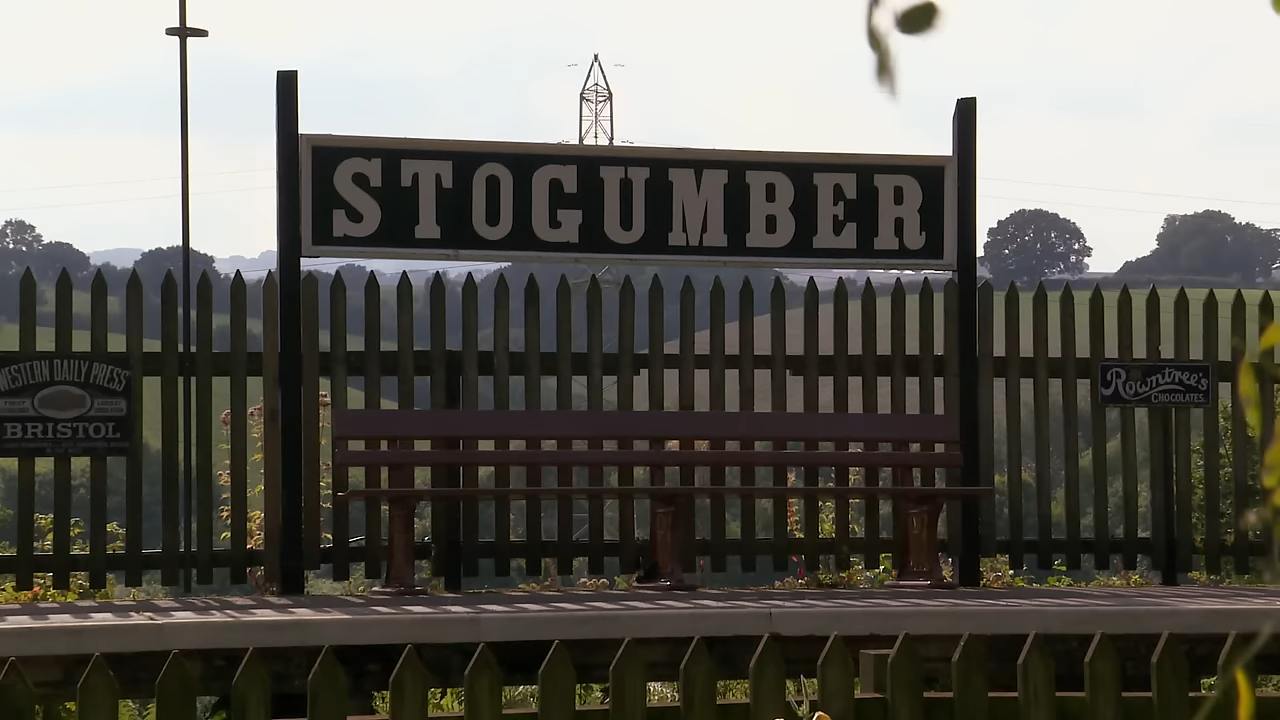 STOGUMBER
WESTERN DAILY PRESS
BRISTOL
Rowntree's
CHOCOLATES.